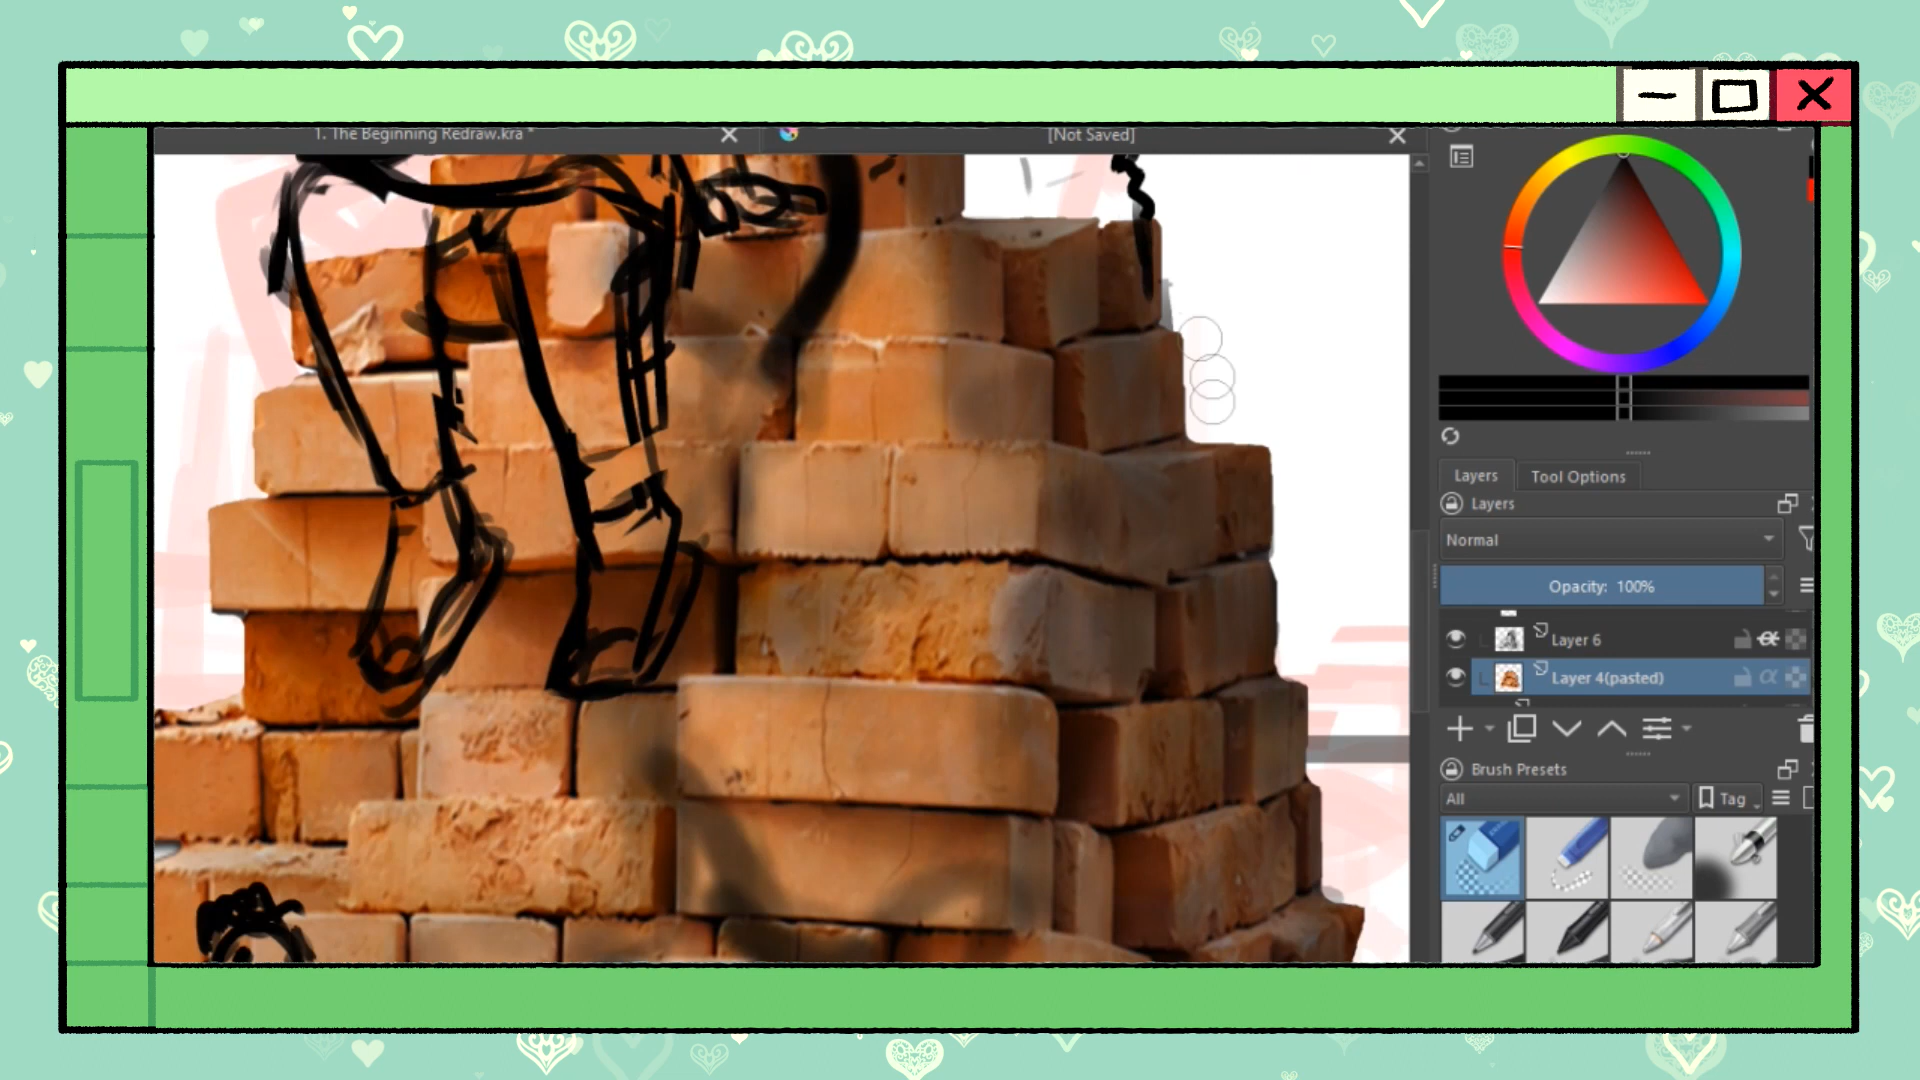 1. The Beginning Redraw.kra *
[Not Saved]
Layers
Tool Options
Layers
Normal
Opacity: 100%
Layer 6
Layer 4(pasted)
Brush Presets
All
Tag